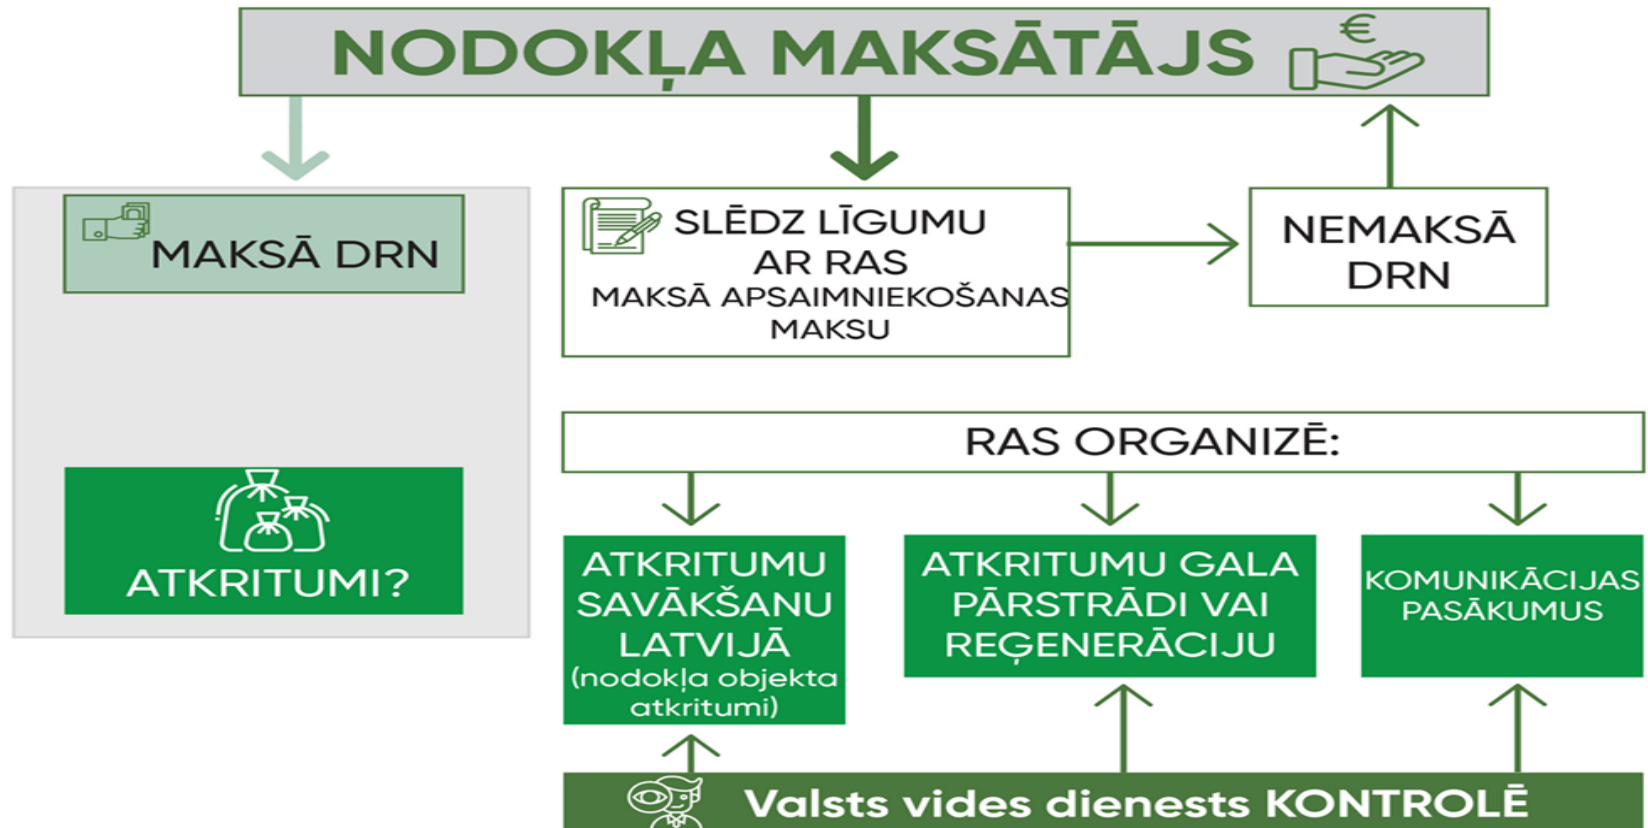 NODOKĻA MAKSĀTĀJS €
MAKSĀ DRN
ATKRITUMI?
SLĒDZ LĪGUMU
AR RAS
MAKSĀ APSAIMNIEKOŠANAS
MAKSU
NEMAKSĀ
DRN
RAS ORGANIZĒ:
ATKRITUMU
SAVĀKŠANU
LATVIJĀ
(nodokļa objekta
atkritumi)
ATKRITUMU GALA
PĀRSTRĀDI VAI
REĢENERĀCIJU
KOMUNIKĀCIJAS
PASĀKUMUS
Valsts vides dienests KONTROLĒ